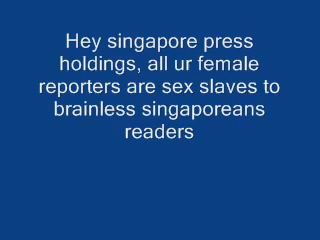 Hey singapore press
holdings, all ur female
reporters are sex slaves to
brainless singaporeans
readers